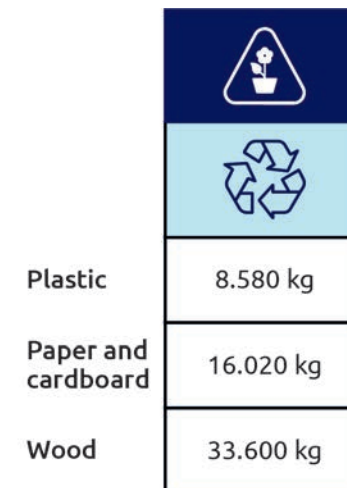 Plastic
8.580 kg
Paper and
cardboard
16.020 kg
Wood
33.600 kg